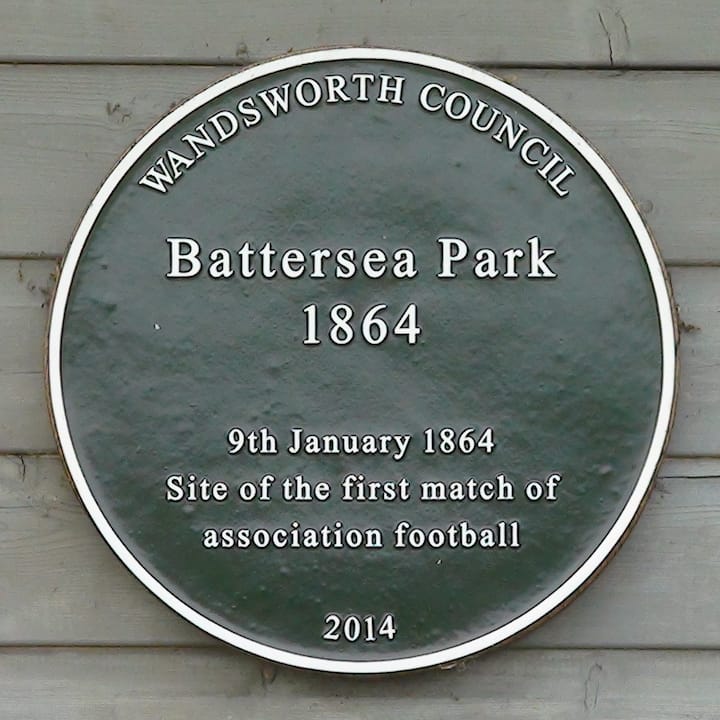 WANDSWORTH COUNCIL
Battersea Park
1864
9th January 1864
Site of the first match of
association football
2014